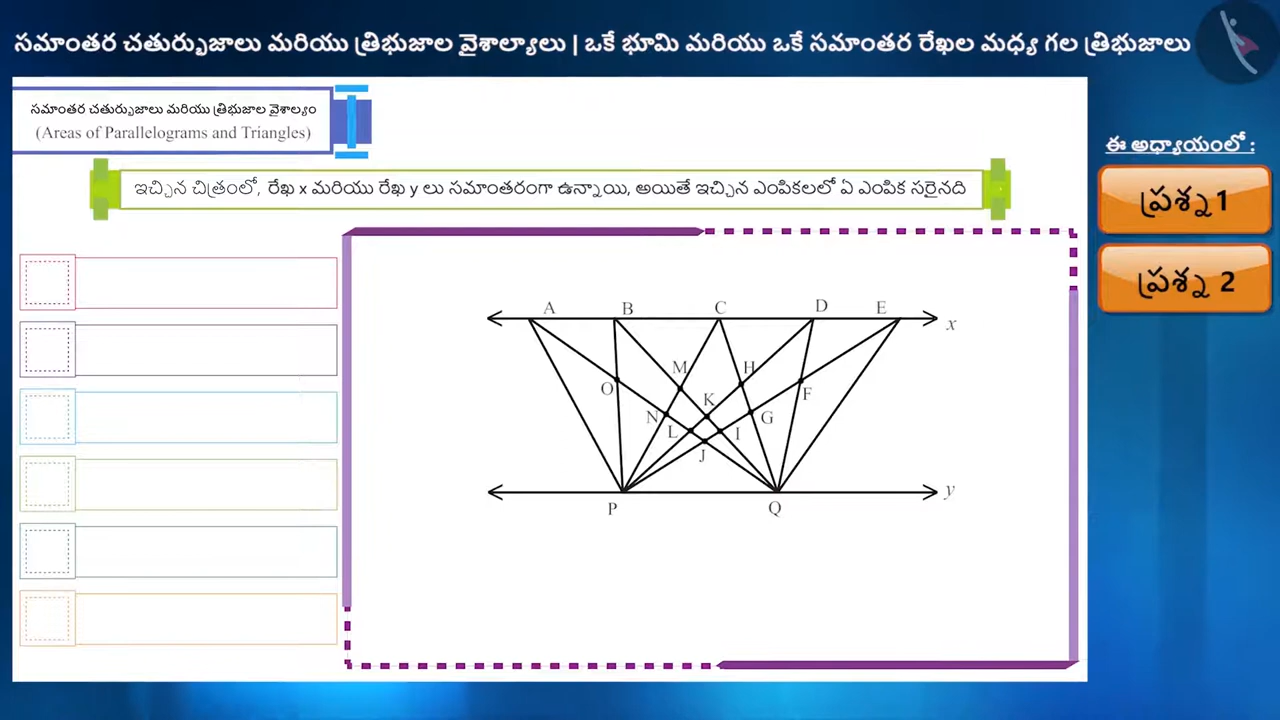 సమాంతర చతుర్భుజాలు మరియు త్రిభుజాల వైశాల్యాలు | ఒకే భూమి మరియు ఒకే సమాంతర రేఖల మధ్య గల త్రిభుజాలు
సమాంతర చతుర్భుజాలు మరియు త్రిభుజాల వైశాల్యం
(Areas of Parallelograms and Triangles)
ఈ అధ్యాయంలో :
ఇచ్చిన చిత్రంలో, రేఖ x మరియు రేఖ y లు సమాంతరంగా ఉన్నాయి, అయితే ఇచ్చిన ఎంపికలలో ఏ ఎంపిక సరైనది
ప్రశ్న 1
ప్రశ్న 2
A B C D E
x
M H
O K F
N L I G
J
y
P Q